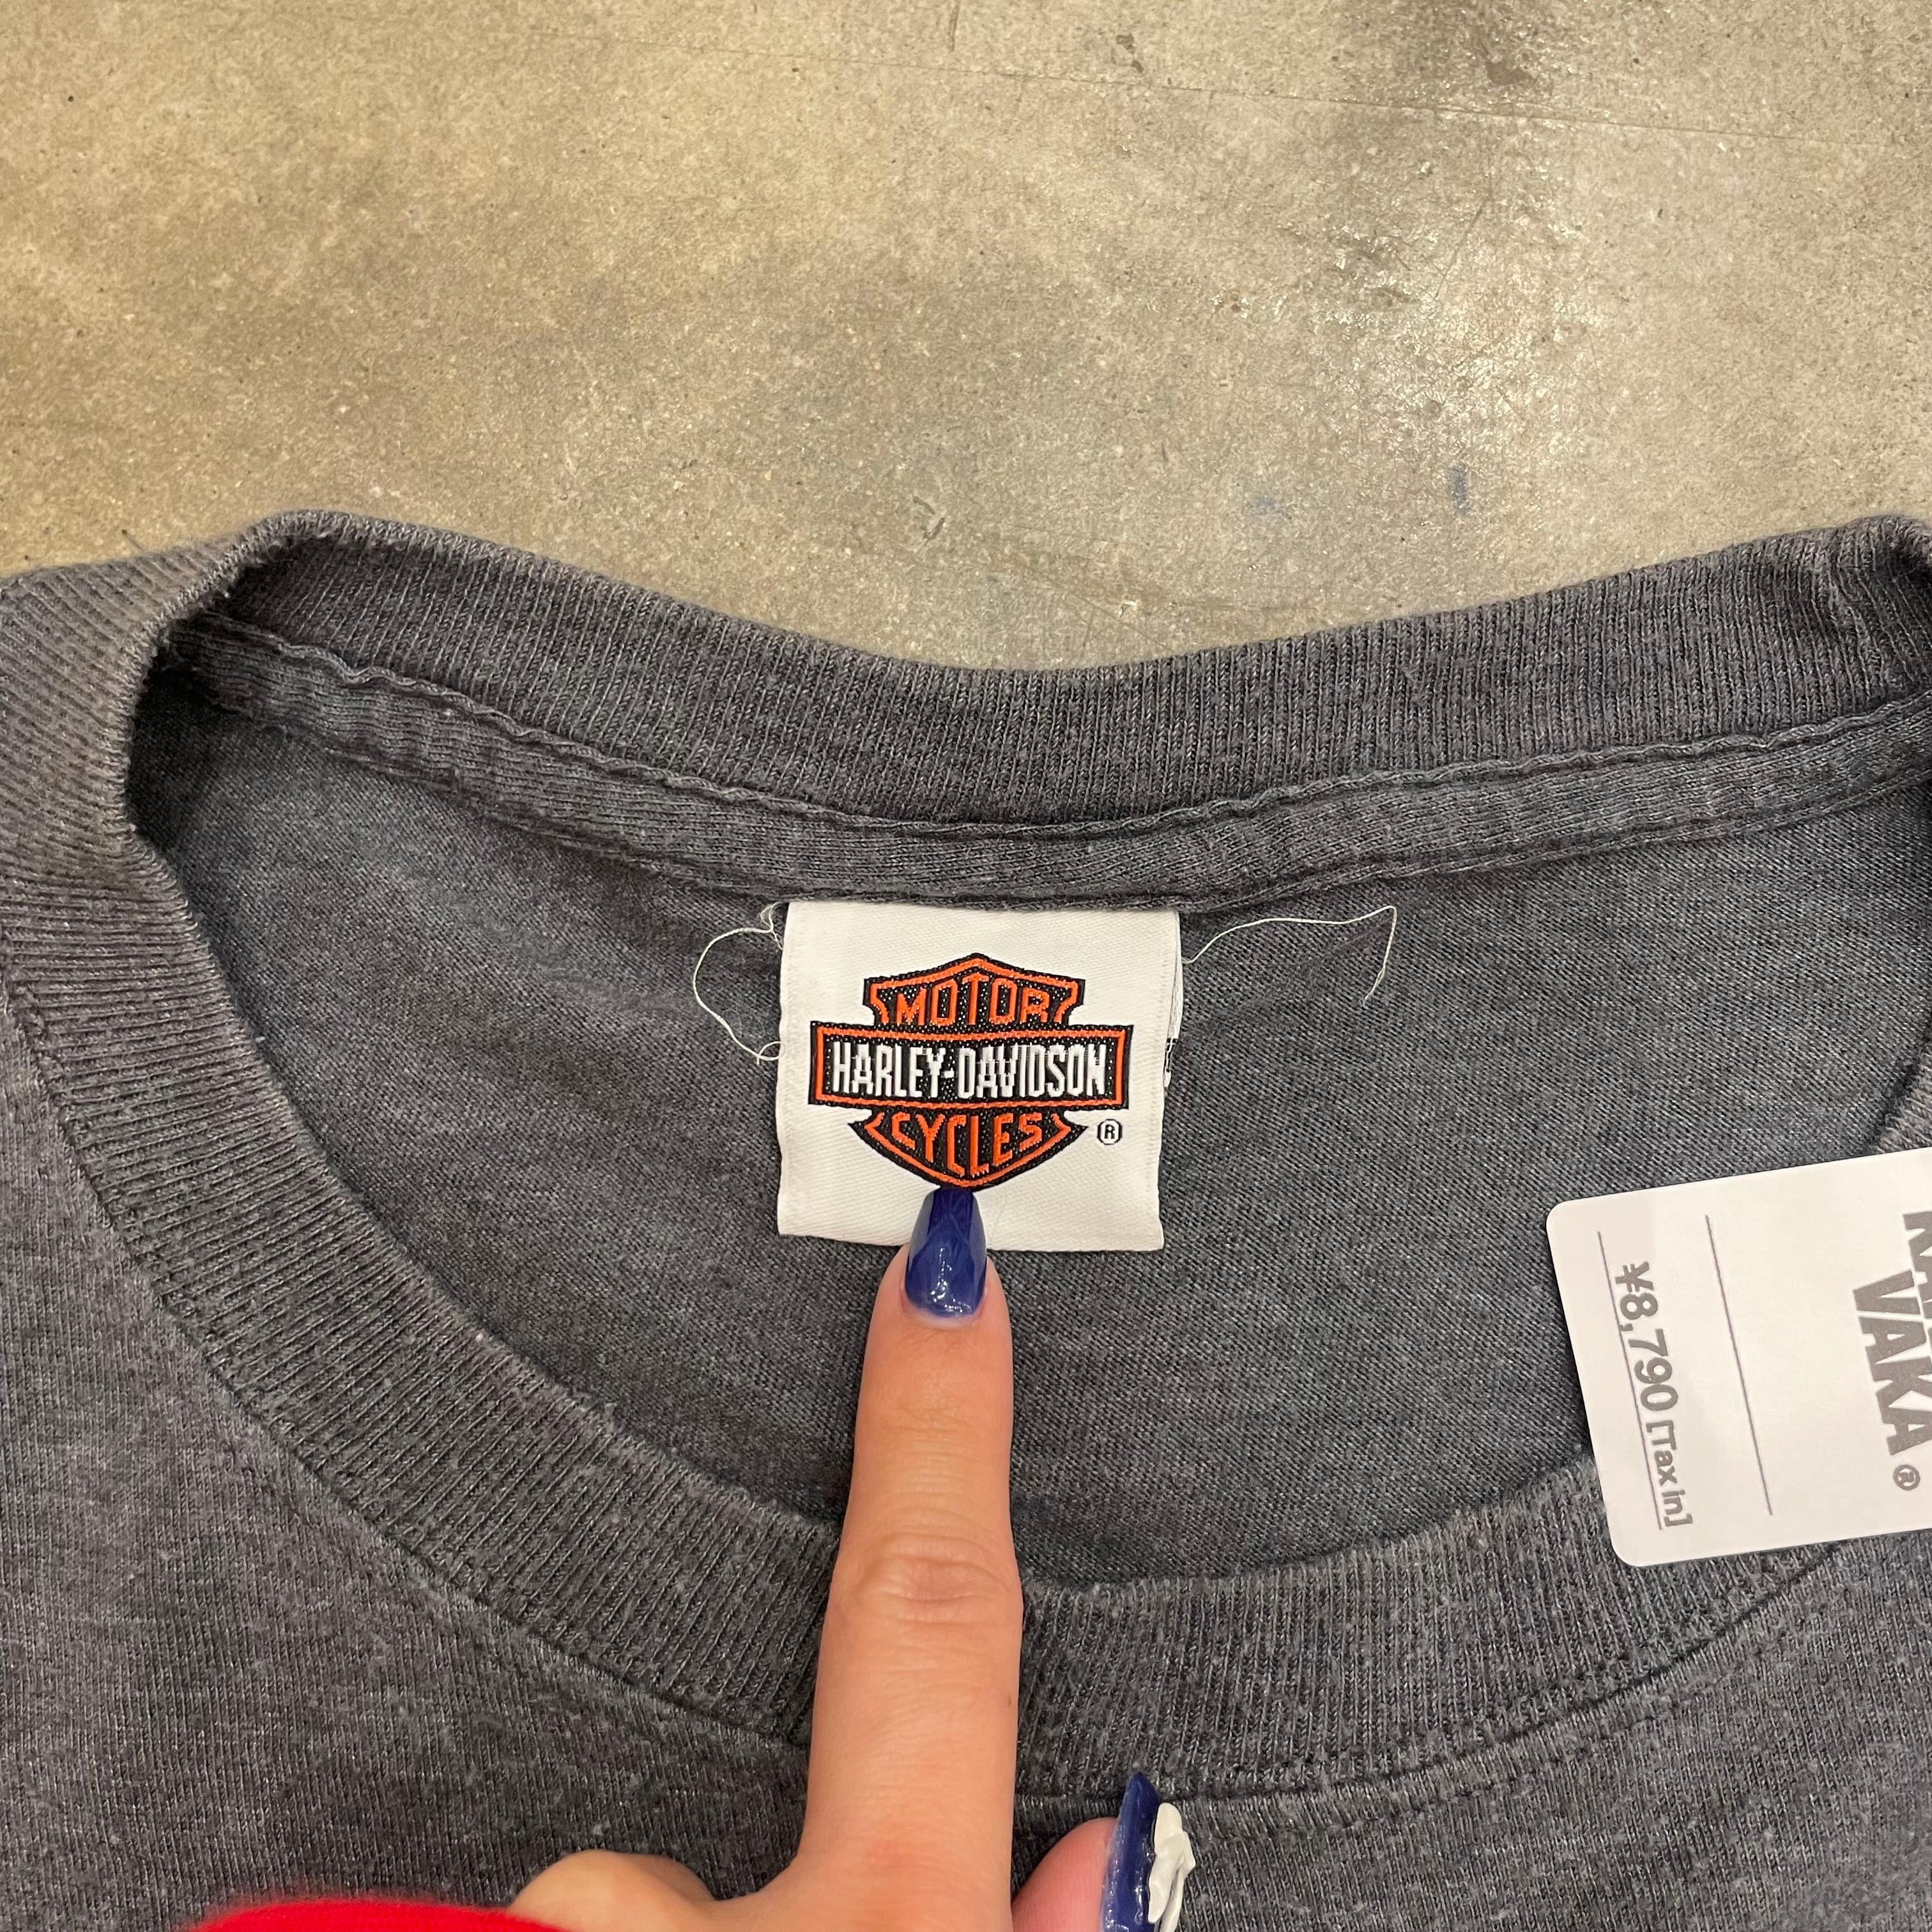 MOTOR
HARLEY-DAVIDSON
CYCLES
®
VAKA®
¥8,790 [Tax in]